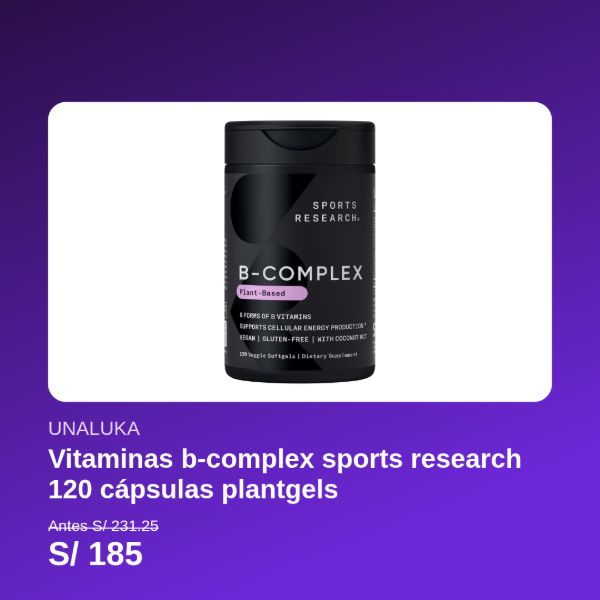 SPORTS
RESEARCH®
B-COMPLEX
Plant-Based
8 FORMS OF B VITAMINS
SUPPORTS CELLULAR ENERGY PRODUCTION*
VEGAN | GLUTEN-FREE | WITH COCONUT MCT
120 Veggie Softgels | Dietary Supplement
UNALUKA
Vitaminas b-complex sports research
120 cápsulas plantgels
Antes S/ 231.25
S/ 185